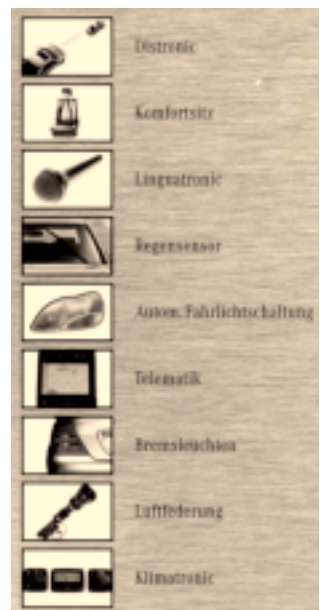 Distronic
Komfortsitz
Linguatronic
Regensensor
Autom. Fahrlichtschaltung
Telematik
Bremsleuchten
Luftfederung
Klimatronic